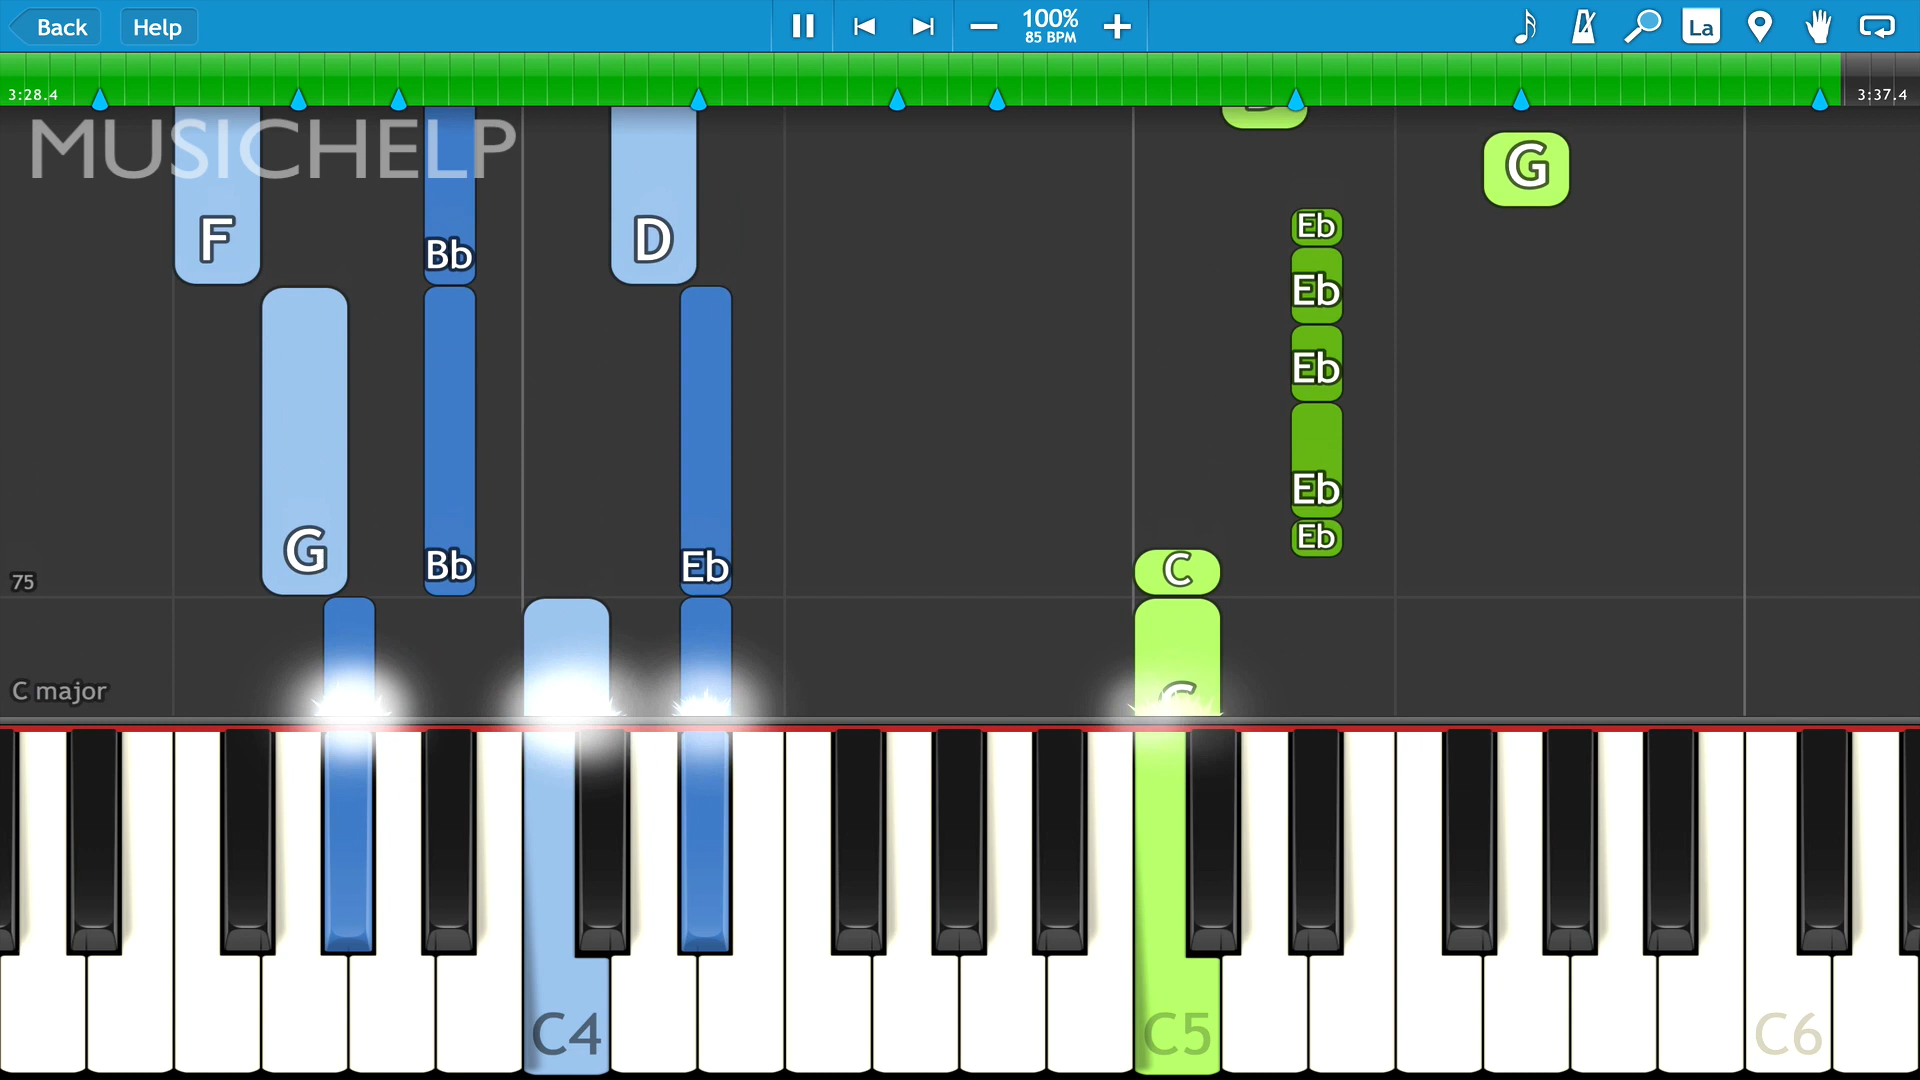 Back Help 100% La
85 BPM
3:28.4 3:37.4
MUSICHELP
G
F Bb D Eb
Eb
Eb
Eb
G Bb Eb Eb
C
75
C major
C4 C5 C6